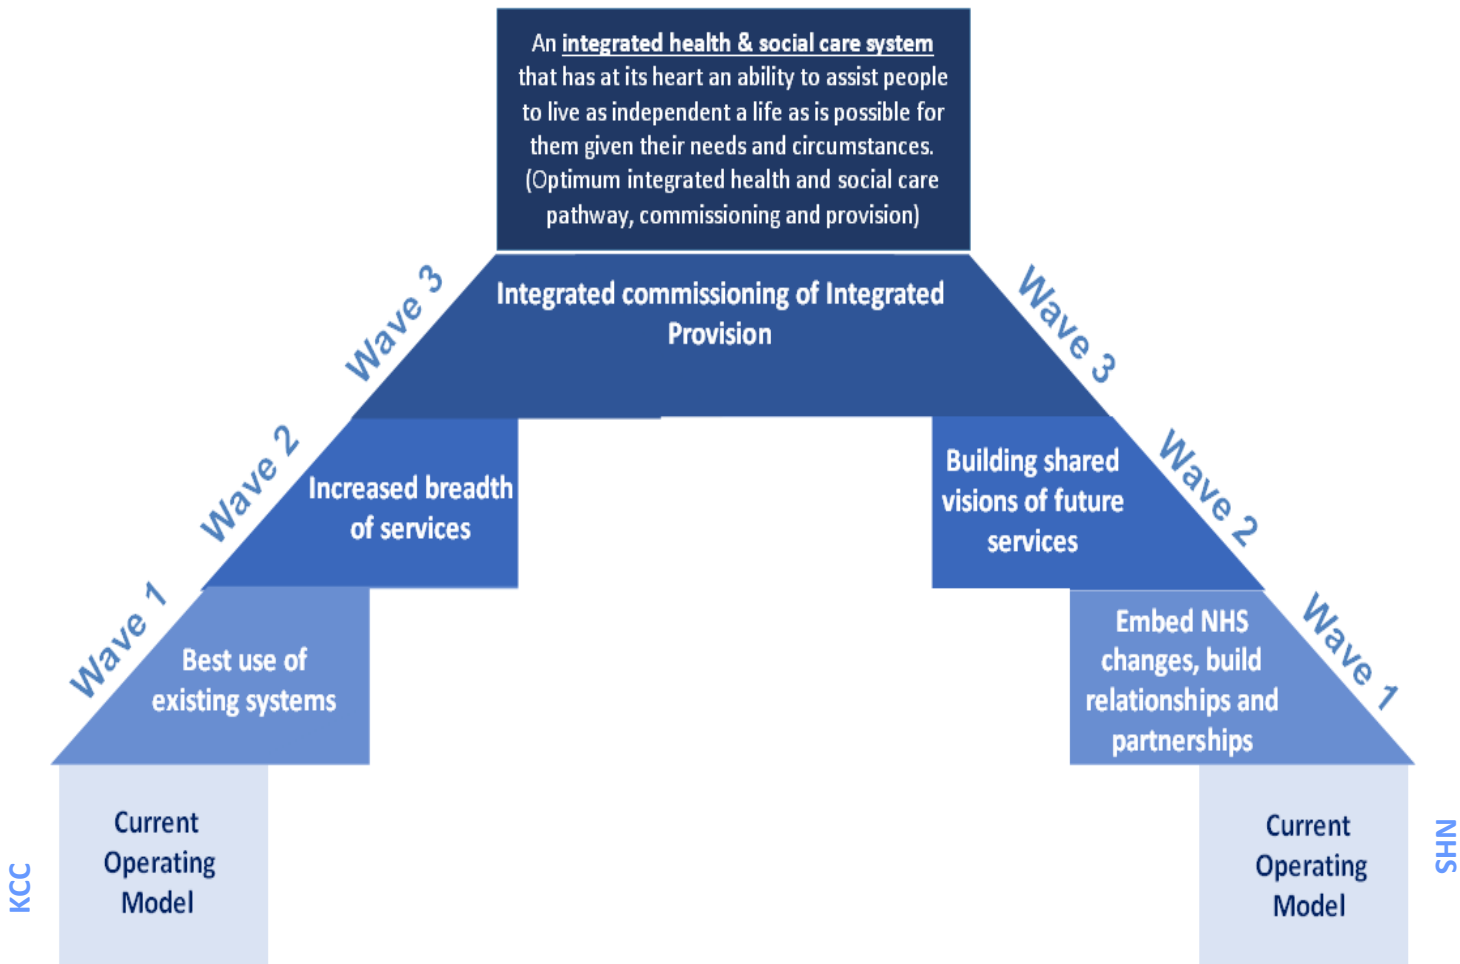 An integrated health & social care system
that has at its heart an ability to assist people
to live as independent a life as is possible for
them given their needs and circumstances.
(Optimum integrated health and social care
pathway, commissioning and provision)
Wave 3
Integrated commissioning of Integrated
Provision
Wave 3
Wave 2
Increased breadth
of services
Building shared
visions of future
services
Wave 2
Wave 1
Best use of
existing systems
Embed NHS
changes, build
relationships and
partnerships
Wave 1
KCC
Current
Operating
Model
Current
Operating
Model
NHS